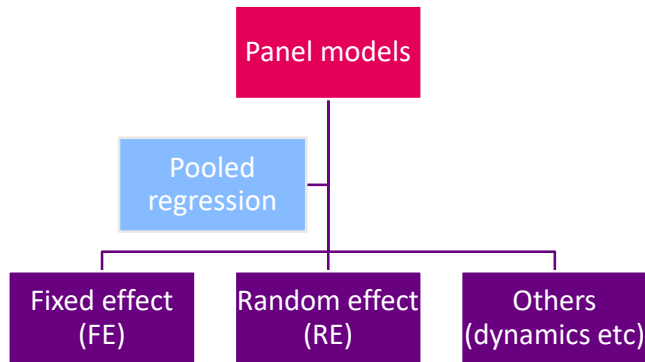 Panel models
Pooled
regression
Fixed effect
(FE)
Random effect
(RE)
Others
(dynamics etc)